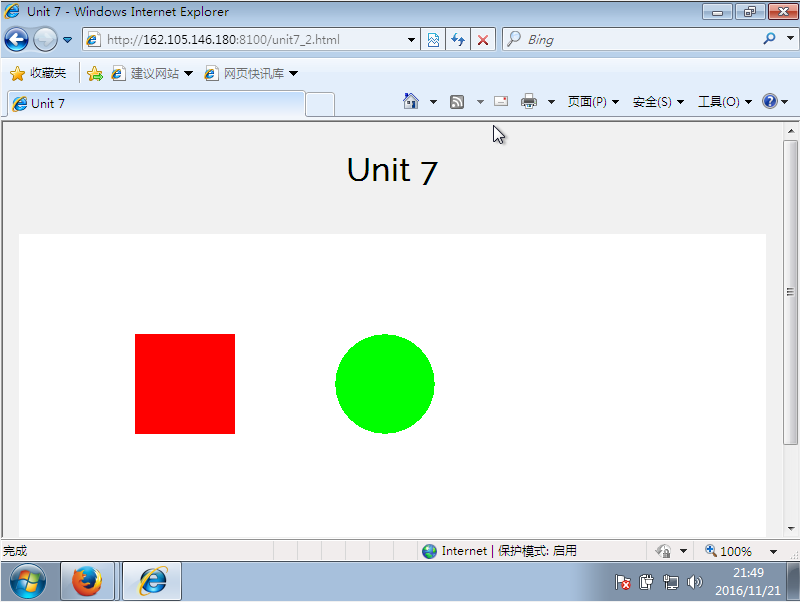 Unit 7 - Windows Internet Explorer
http://162.105.146.180:8100/unit7_2.html
Bing
收藏夹
建议网站
网页快讯库
Unit 7
页面(P)
安全(S)
工具(O)
Unit 7
完成
Internet | 保护模式: 启用
100%
21:49
2016/11/21